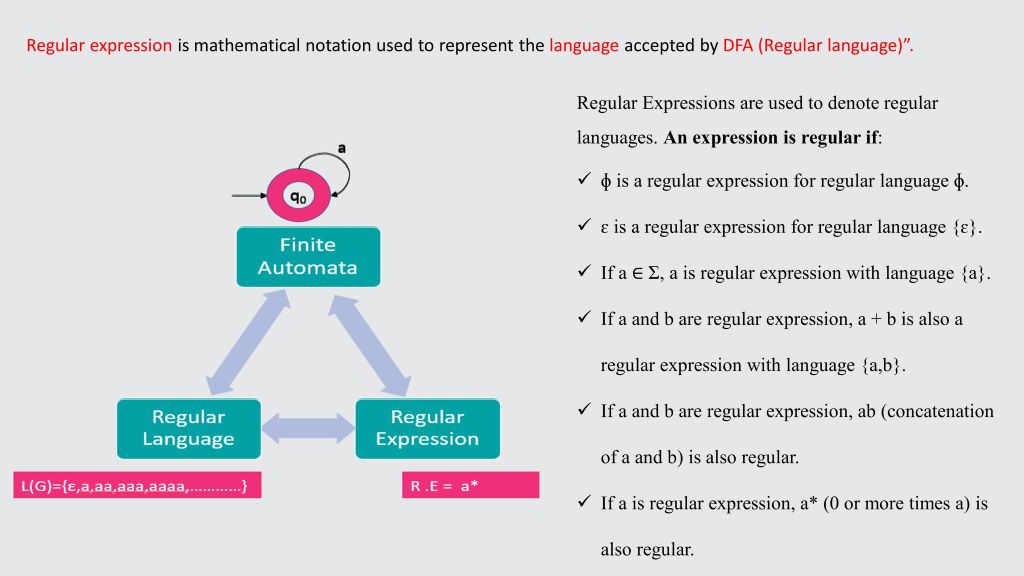 Regular expression is mathematical notation used to represent the language accepted by DFA (Regular language)”.
a
q0
Finite
Automata
Regular
Language
Regular
Expression
L(G)={ε,a,aa,aaa,aaaa,............}
R .E = a*
Regular Expressions are used to denote regular
languages. An expression is regular if:
✓ ϕ is a regular expression for regular language ϕ.
✓ ε is a regular expression for regular language {ε}.
✓ If a ∈ Σ, a is regular expression with language {a}.
✓ If a and b are regular expression, a + b is also a
regular expression with language {a,b}.
✓ If a and b are regular expression, ab (concatenation
of a and b) is also regular.
✓ If a is regular expression, a* (0 or more times a) is
also regular.